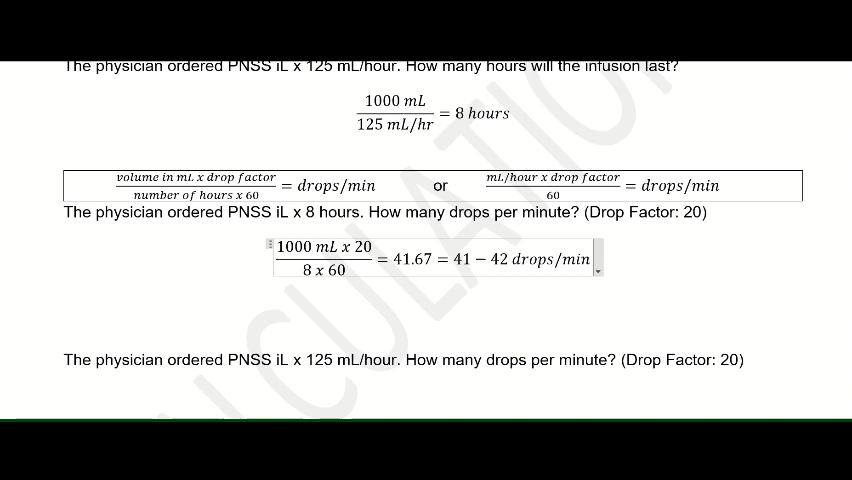 The physician ordered PNSS iL x 125 mL/hour. How many hours will the infusion last?
1000 mL
125 mL/hr
= 8 hours
volume in mL x drop factor
number of hours x 60
= drops/min
or
mL/hour x drop factor
60
= drops/min
The physician ordered PNSS iL x 8 hours. How many drops per minute? (Drop Factor: 20)
1000 mL x 20
8 x 60
= 41.67 = 41 − 42 drops/min
The physician ordered PNSS iL x 125 mL/hour. How many drops per minute? (Drop Factor: 20)